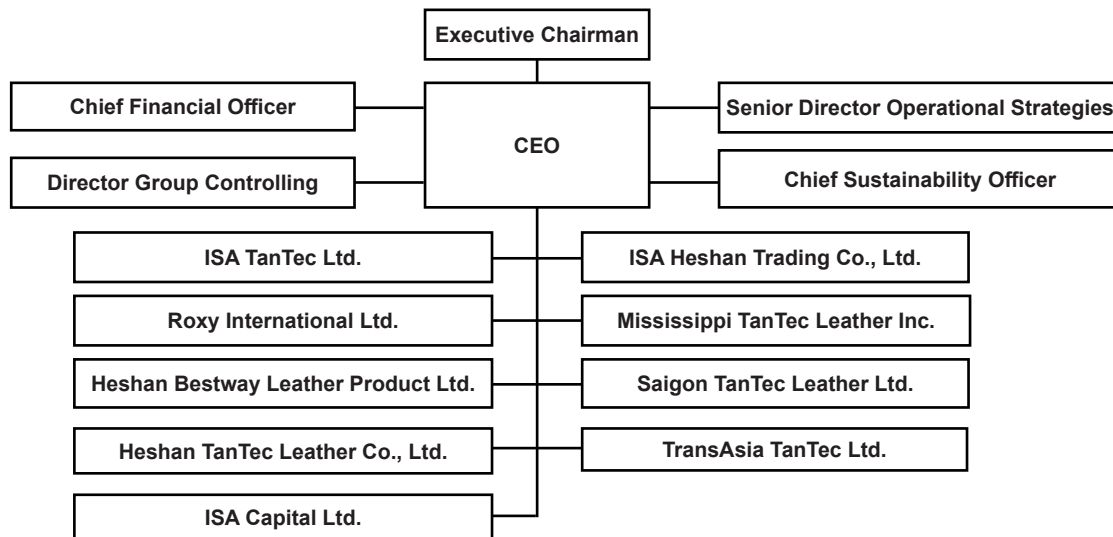 Executive Chairman
Chief Financial Officer
CEO
Senior Director Operational Strategies
Director Group Controlling
Chief Sustainability Officer
ISA TanTec Ltd.
ISA Heshan Trading Co., Ltd.
Roxy International Ltd.
Mississippi TanTec Leather Inc.
Heshan Bestway Leather Product Ltd.
Saigon TanTec Leather Ltd.
Heshan TanTec Leather Co., Ltd.
TransAsia TanTec Ltd.
ISA Capital Ltd.